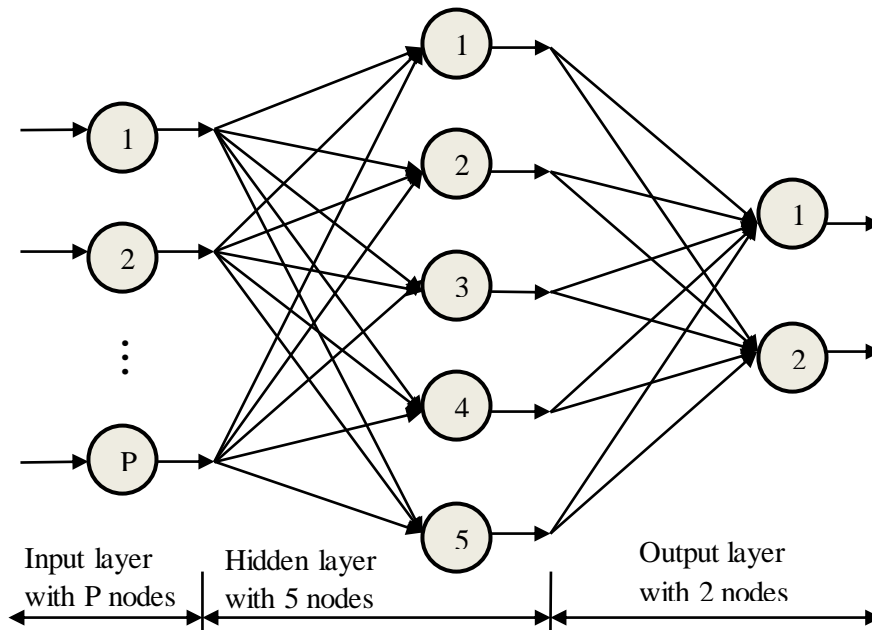 1
2
P
1
2
3
4
5
1
2
Input layer
with P nodes
Hidden layer
with 5 nodes
Output layer
with 2 nodes